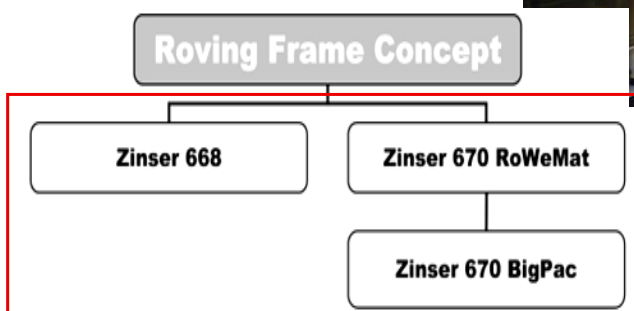 Roving Frame Concept
Zinser 668
Zinser 670 RoWeMat
Zinser 670 BigPac